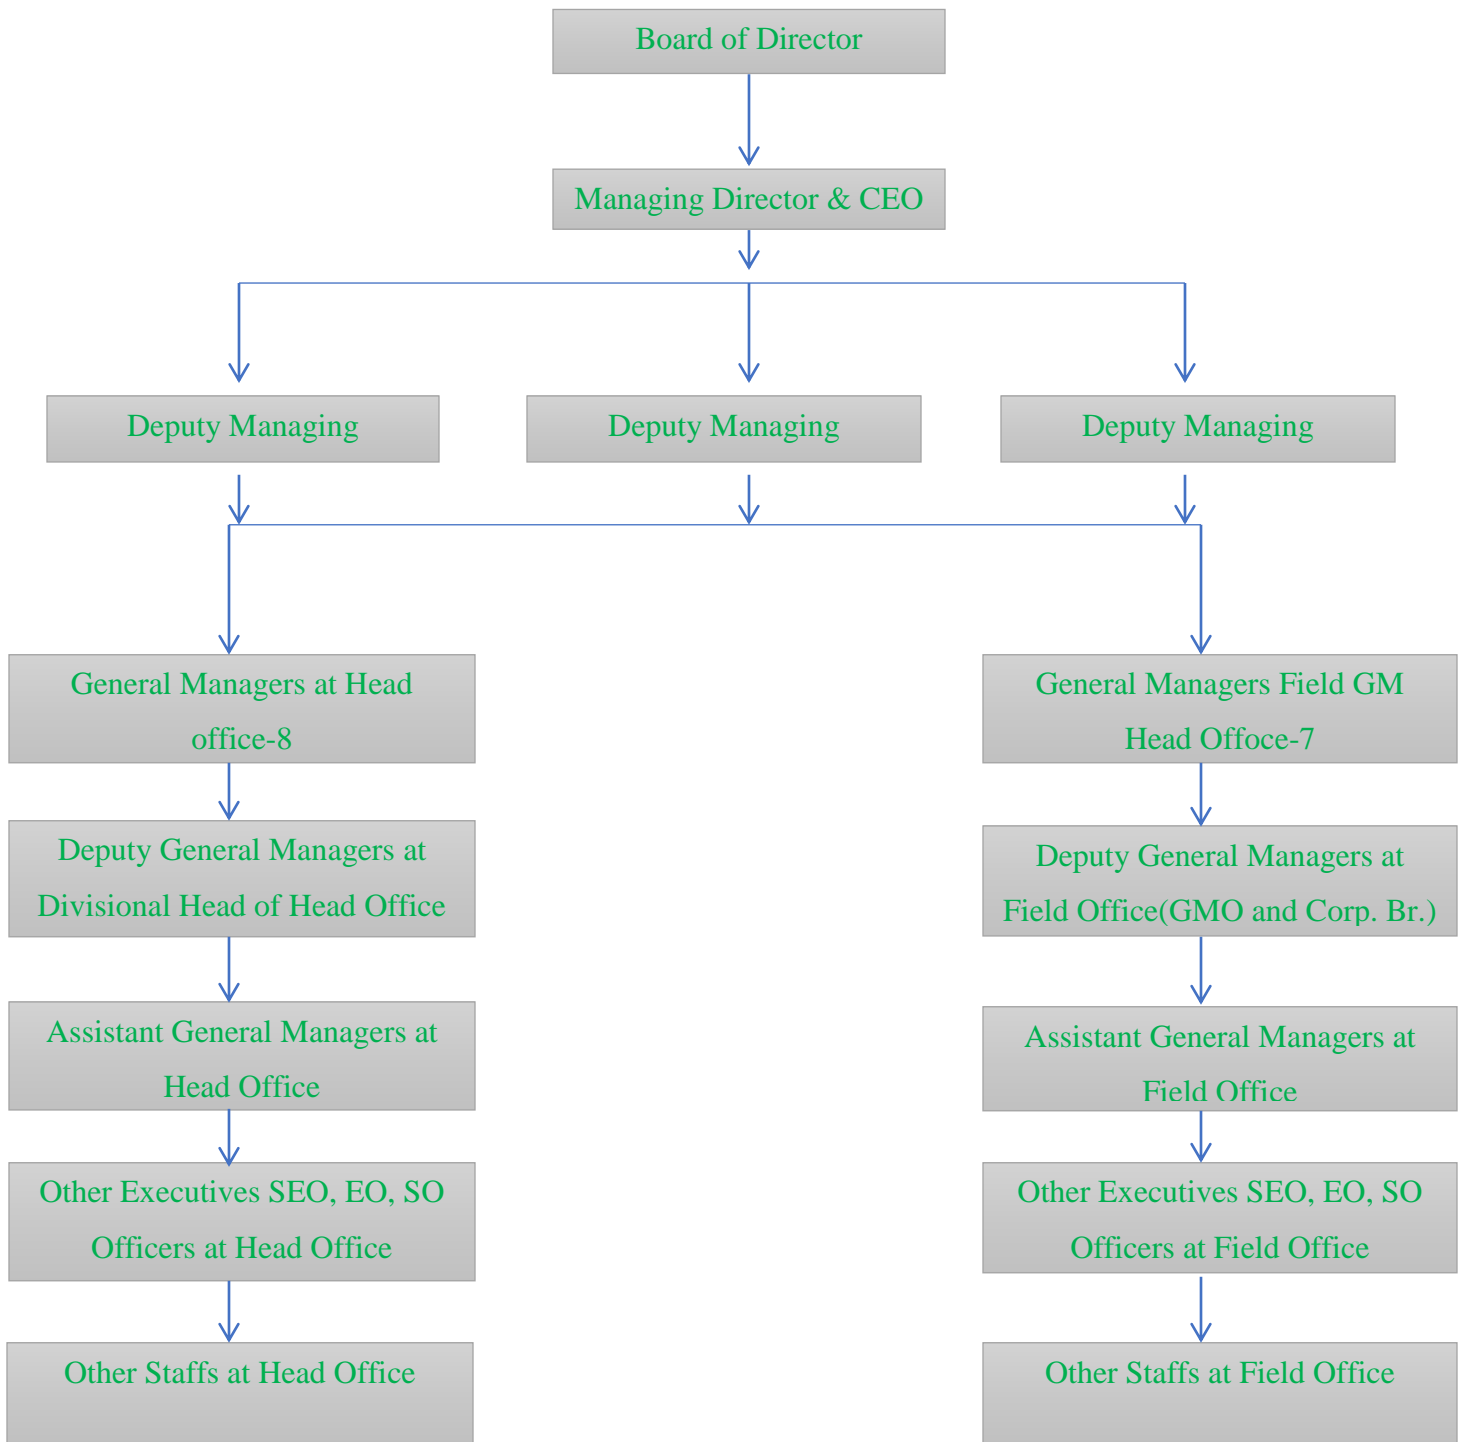 Board of Director
Managing Director & CEO
Deputy Managing
Deputy Managing
Deputy Managing
General Managers at Head
office-8
General Managers Field GM
Head Offoce-7
Deputy General Managers at
Divisional Head of Head Office
Deputy General Managers at
Field Office(GMO and Corp. Br.)
Assistant General Managers at
Head Office
Assistant General Managers at
Field Office
Other Executives SEO, EO, SO
Officers at Head Office
Other Executives SEO, EO, SO
Officers at Field Office
Other Staffs at Head Office
Other Staffs at Field Office